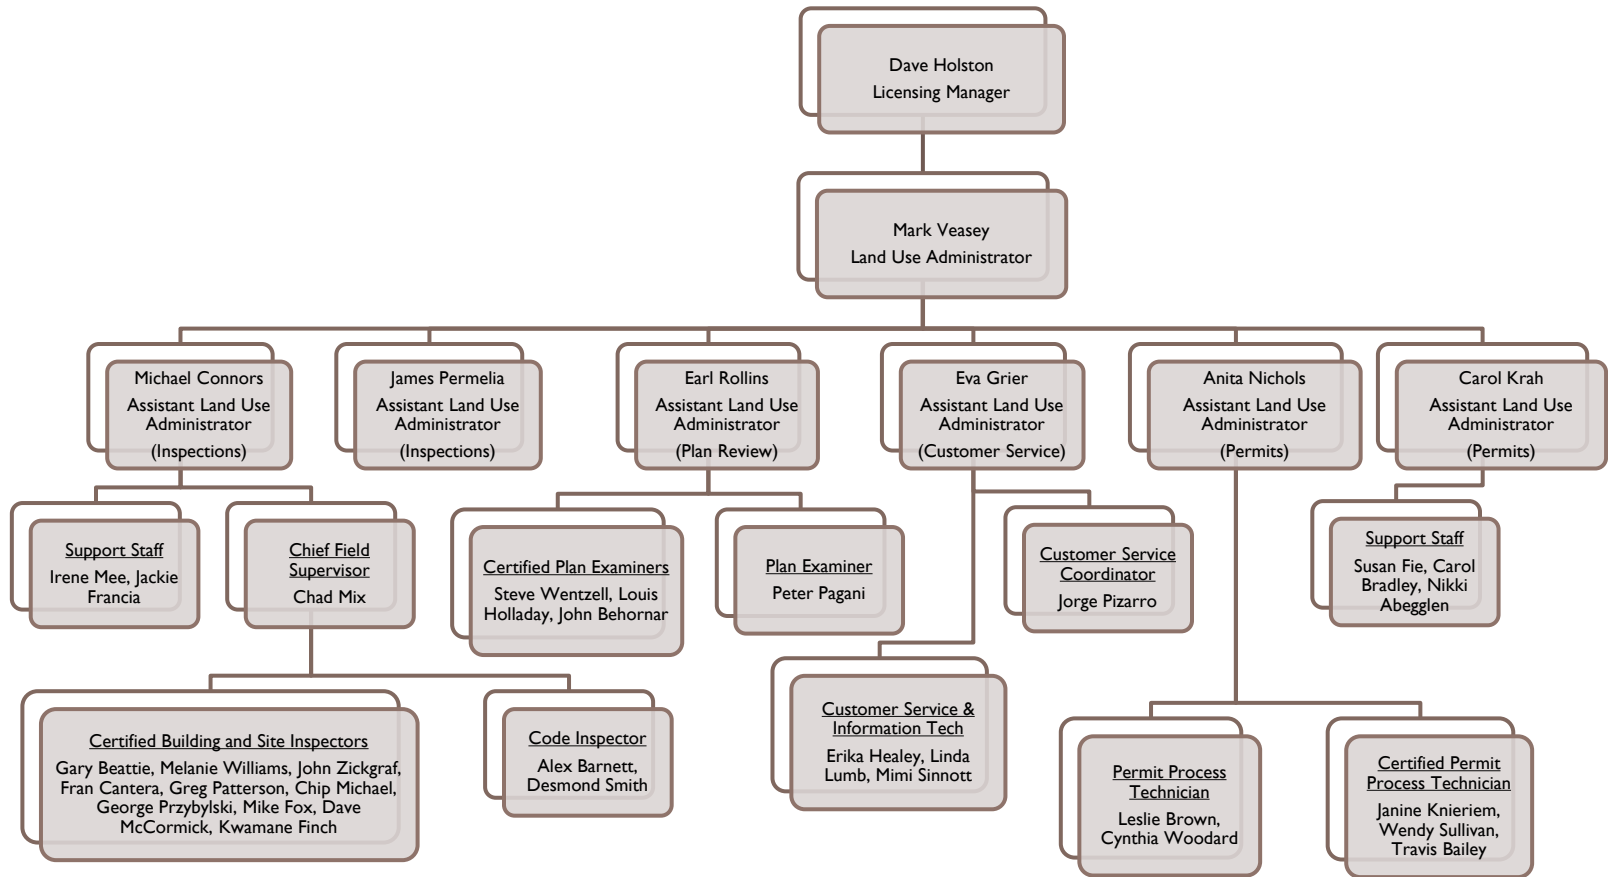 Dave Holston
Licensing Manager
Mark Veasey
Land Use Administrator
Michael Connors
Assistant Land Use
Administrator
(Inspections)
James Permelia
Assistant Land Use
Administrator
(Inspections)
Earl Rollins
Assistant Land Use
Administrator
(Plan Review)
Eva Grier
Assistant Land Use
Administrator
(Customer Service)
Anita Nichols
Assistant Land Use
Administrator
(Permits)
Carol Krah
Assistant Land Use
Administrator
(Permits)
Support Staff
Irene Mee, Jackie
Francia
Chief Field
Supervisor
Chad Mix
Certified Plan Examiners
Steve Wentzell, Louis
Holladay, John Behornar
Plan Examiner
Peter Pagani
Customer Service
Coordinator
Jorge Pizarro
Support Staff
Susan Fie, Carol
Bradley, Nikki
Abegglen
Certified Building and Site Inspectors
Gary Beattie, Melanie Williams, John Zickgraf,
Fran Cantera, Greg Patterson, Chip Michael,
George Przybylski, Mike Fox, Dave
McCormick, Kwamane Finch
Code Inspector
Alex Barnett,
Desmond Smith
Customer Service &
Information Tech
Erika Healey, Linda
Lumb, Mimi Sinnott
Permit Process
Technician
Leslie Brown,
Cynthia Woodard
Certified Permit
Process Technician
Janine Knieriem,
Wendy Sullivan,
Travis Bailey